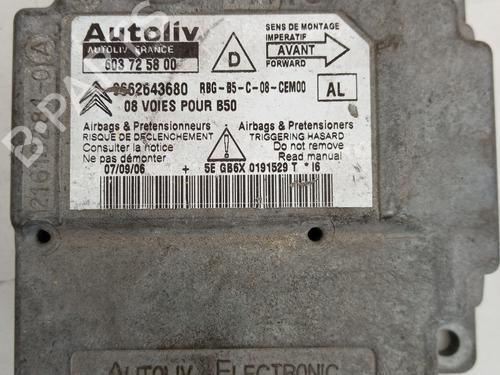 Autoliv
AUTOLIV FRANCE
603 72 58 00
D
SENS DE MONTAGE
IMPERATIF
AVANT
FORWARD
9662643680 RBG-B5-C-08-CEM00
AL
08 VOIES POUR B50
Airbags & Pretensionneurs
RISQUE DE DECLENCHEMENT
Consulter la notice
Ne pas démonter
Airbags & Pretensioners
TRIGGERING HASARD
Do not remove
Read manual
07/09/06 + 5E GB6X 0191529 T * 16
AUTOLIV ELECTRONIC